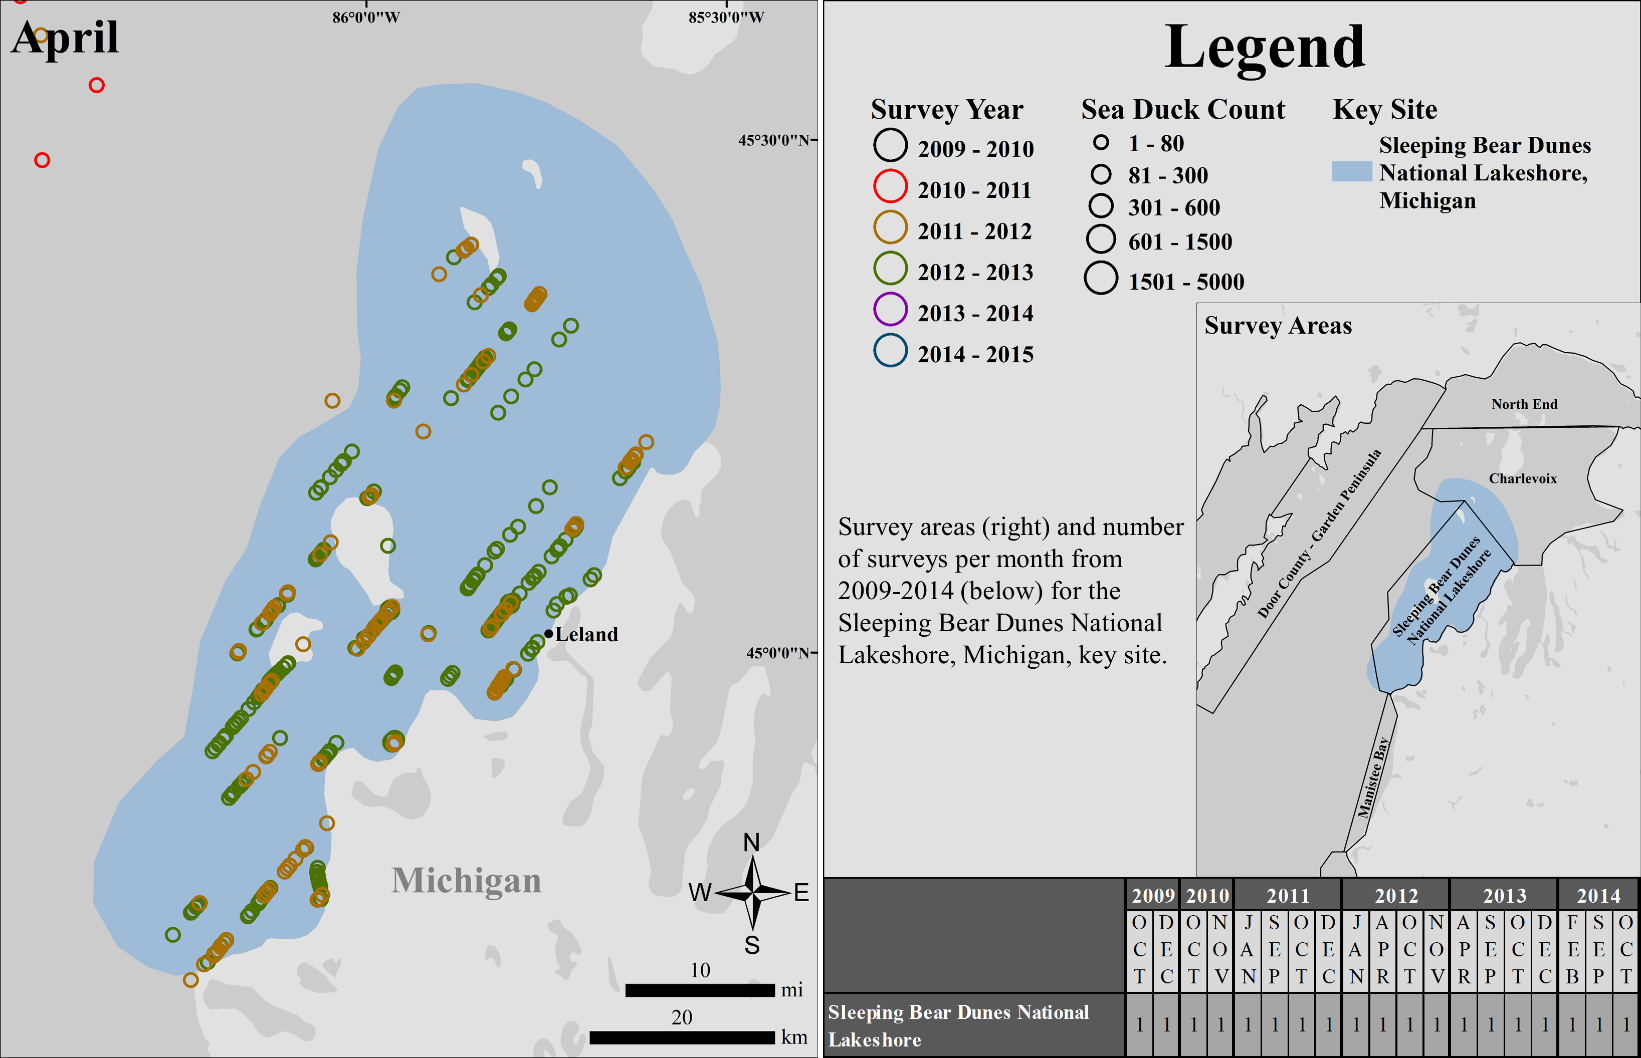 April
86°0'0"W
85°30'0"W
45°30'0"N
45°0'0"N
Leland
Michigan
N
W
E
S
10
mi
20
km
Legend
Survey Year
2009 - 2010
2010 - 2011
2011 - 2012
2012 - 2013
2013 - 2014
2014 - 2015
Sea Duck Count
1 - 80
81 - 300
301 - 600
601 - 1500
1501 - 5000
Key Site
Sleeping Bear Dunes
National Lakeshore,
Michigan
Survey areas (right) and number
of surveys per month from
2009-2014 (below) for the
Sleeping Bear Dunes National
Lakeshore, Michigan, key site.
Survey Areas
North End
Charlevoix
Door County - Garden Peninsula
Sleeping Bear Dunes
National Lakeshore
Manistee Bay
2009 2010 2011 2012 2013 2014
OCT DEC OCT NOV JAN SEP OCT DEC JAN APR OCT NOV APR SEP OCT DEC FEB SEP OCT
Sleeping Bear Dunes National
Lakeshore
1 1 1 1 1 1 1 1 1 1 1 1 1 1 1 1 1 1 1